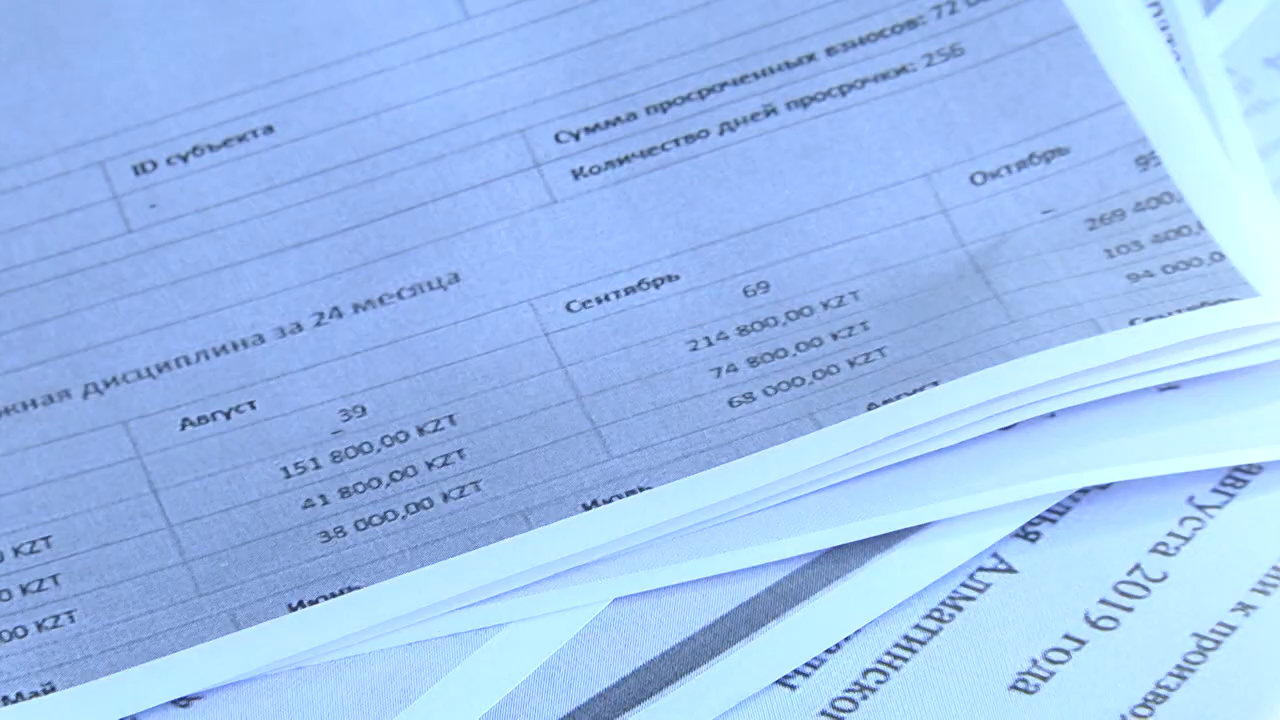 Сумма просроченных взносов: 72
Количество дней просрочки: 256
ID субъекта
-
дисциплина за 24 месяца
Октябрь
-
269 400,
103 400,
94 000,0
Сентябрь
69
214 800,00 KZT
74 800,00 KZT
68 000,00 KZT
Август
39
-
151 800,00 KZT
41 800,00 KZT
38 000,00 KZT
KZT
0 KZT
00 KZT
Август
Июль
Июнь
Май
августа 2019 года
Алматинско
к произво